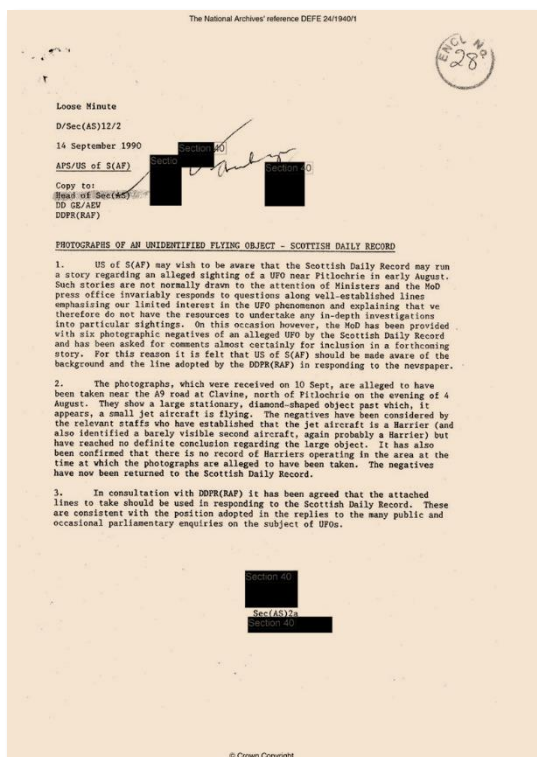 The National Archives' reference DEFE 24/1940/1
ENCL No.
28
Loose Minute
D/Sec(AS)12/2
14 September 1990
Section 40
APS/US of S(AF)
Sectio
Section 40
Copy to:
Head of Sec(AS)
DD GE/AEW
DDPR(RAF)
PHOTOGRAPHS OF AN UNIDENTIFIED FLYING OBJECT - SCOTTISH DAILY RECORD
1. US of S(AF) may wish to be aware that the Scottish Daily Record may run
a story regarding an alleged sighting of a UFO near Pitlochry in early August.
Such stories are not normally drawn to the attention of Ministers and the MoD
press office invariably responds to questions along well-established lines
emphasising our limited interest in the UFO phenomenon and explaining that we
therefore do not have the resources to undertake any in-depth investigations
into particular sightings. On this occasion however, the MoD has been provided
with six photographic negatives of an alleged UFO by the Scottish Daily Record
and has been asked for comments almost certainly for inclusion in a forthcoming
story. For this reason it is felt that US of S(AF) should be made aware of the
background and the line adopted by the DDPR(RAF) in responding to the newspaper.
2. The photographs, which were received on 10 Sept, are alleged to have
been taken near the A9 road at Clavine, north of Pitlochrie on the evening of 4
August. They show a large stationary, diamond-shaped object past which, it
appears, a small jet aircraft is flying. The negatives have been considered by
the relevant staffs who have established that the jet aircraft is a Harrier (and
also identified a barely visible second aircraft, again probably a Harrier) but
have reached no definite conclusion regarding the large object. It has also
been confirmed that there is no record of Harriers operating in the area at the
time at which the photographs are alleged to have been taken. The negatives
have now been returned to the Scottish Daily Record.
3. In consultation with DDPR(RAF) it has been agreed that the attached
lines to take should be used in responding to the Scottish Daily Record. These
are consistent with the position adopted in the replies to the many public and
occasional parliamentary enquiries on the subject of UFOs.
Section 40
Sec(AS)2a
Section 40
© Crown Copyright